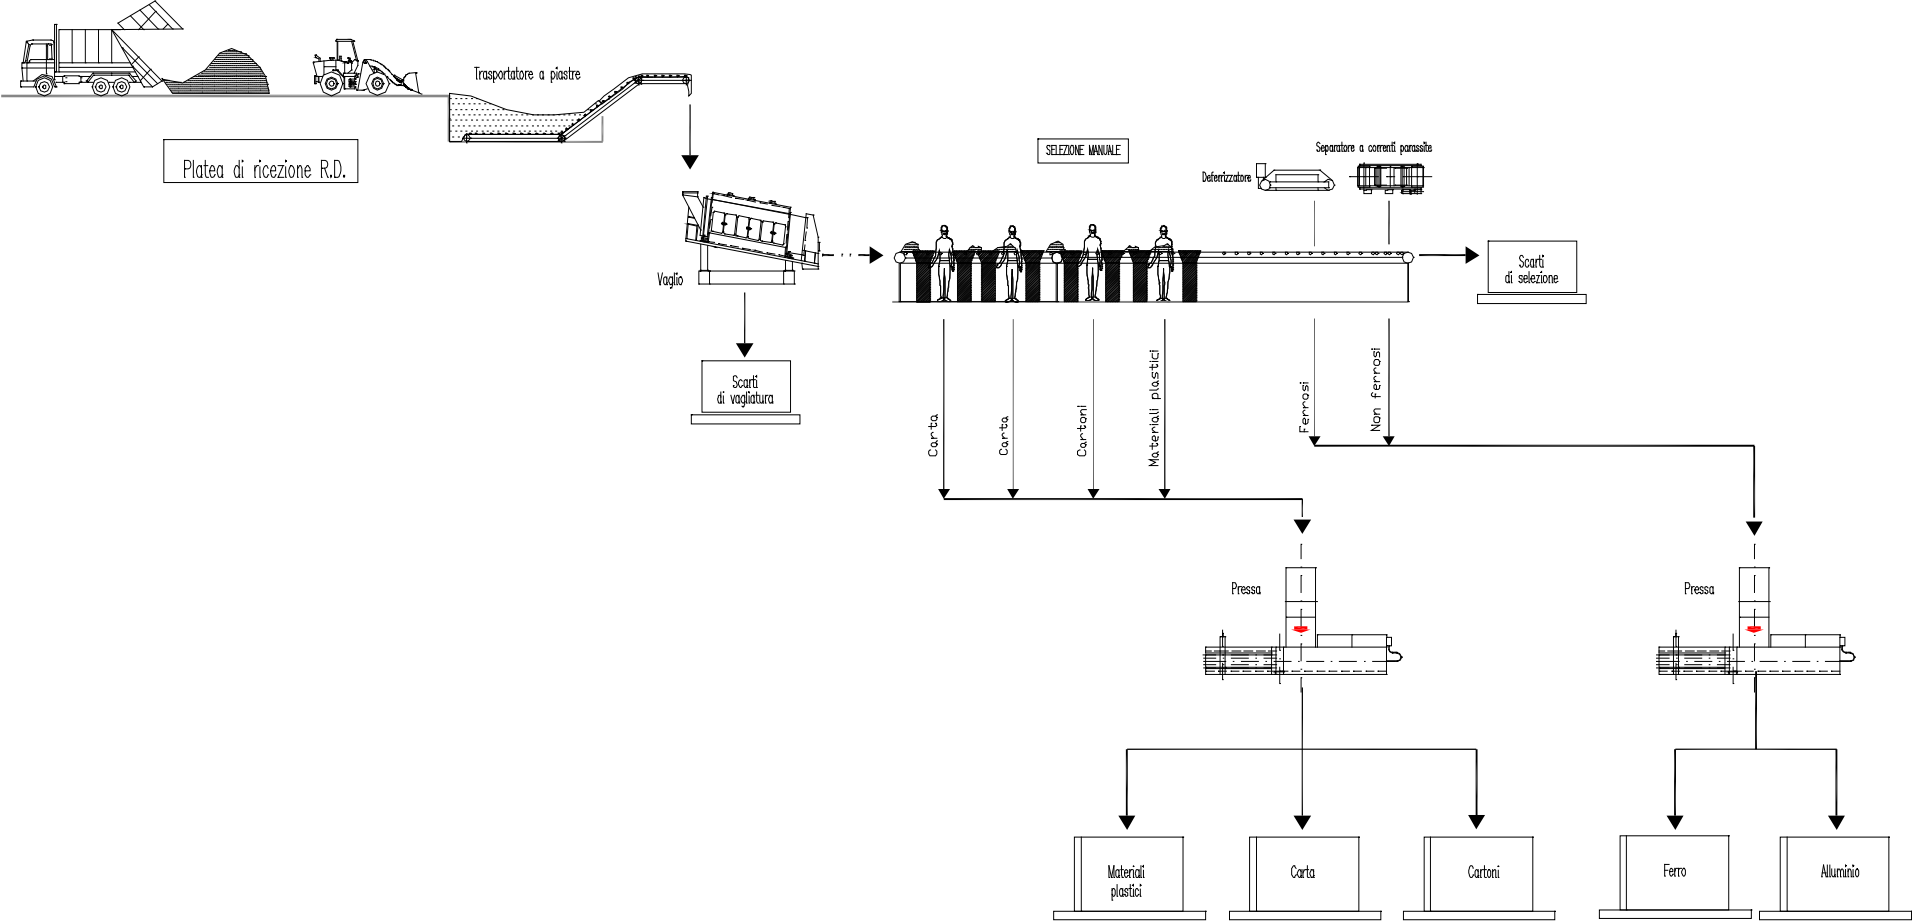 Trasportatore a piastre
Platea di ricezione R.D.
SELEZIONE MANUALE
Separatore a correnti parassite
Deferrizzatore
Vaglio
Scarti
di selezione
Scarti
di vagliatura
Carta
Carta
Cartoni
Materiali plastici
Ferrosi
Non ferrosi
Pressa
Pressa
Materiali
plastici
Carta
Cartoni
Ferro
Alluminio